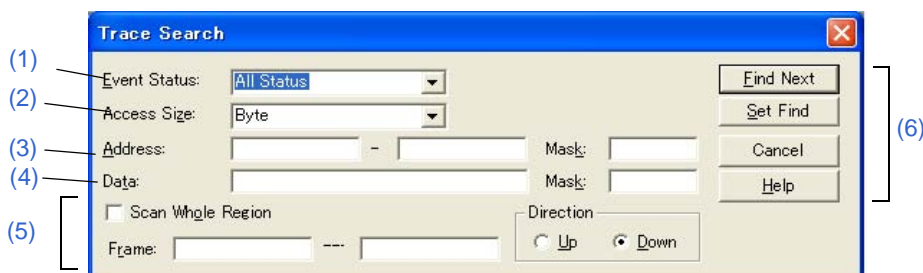 Trace Search
(1) Event Status: All Status Find Next
(2) Access Size: Byte Set Find
(3) Address: - Mask: Cancel
(4) Data: Mask: Help
(5) Scan Whole Region Direction
Frame: --- Up Down
(6)